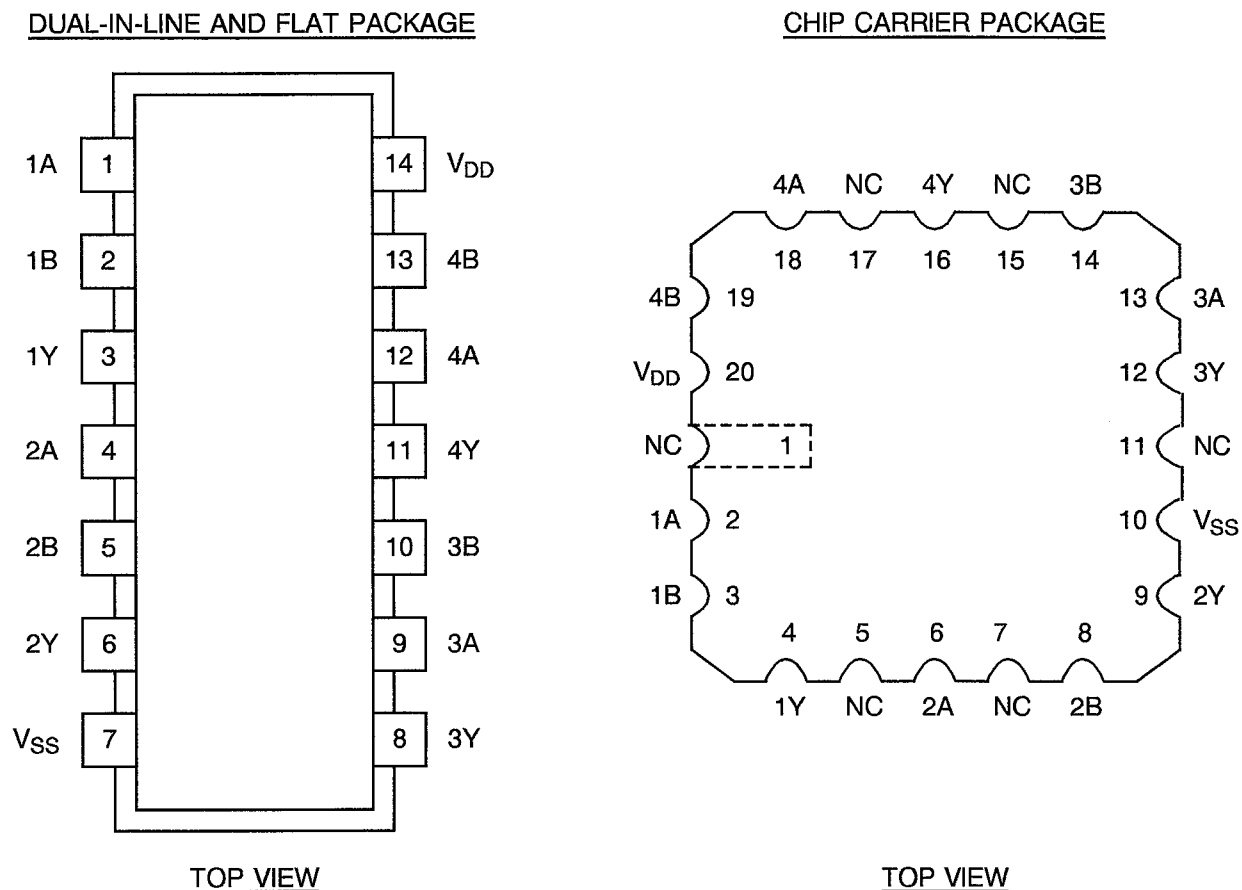 DUAL-IN-LINE AND FLAT PACKAGE
1A 1 14 VDD
1B 2 13 4B
1Y 3 12 4A
2A 4 11 4Y
2B 5 10 3B
2Y 6 9 3A
VSS 7 8 3Y
TOP VIEW
CHIP CARRIER PACKAGE
4A NC 4Y NC 3B
18 17 16 15 14
4B 19 13 3A
VDD 20 12 3Y
NC 1 11 NC
1A 2 10 VSS
1B 3 9 2Y
4 5 6 7 8
1Y NC 2A NC 2B
TOP VIEW